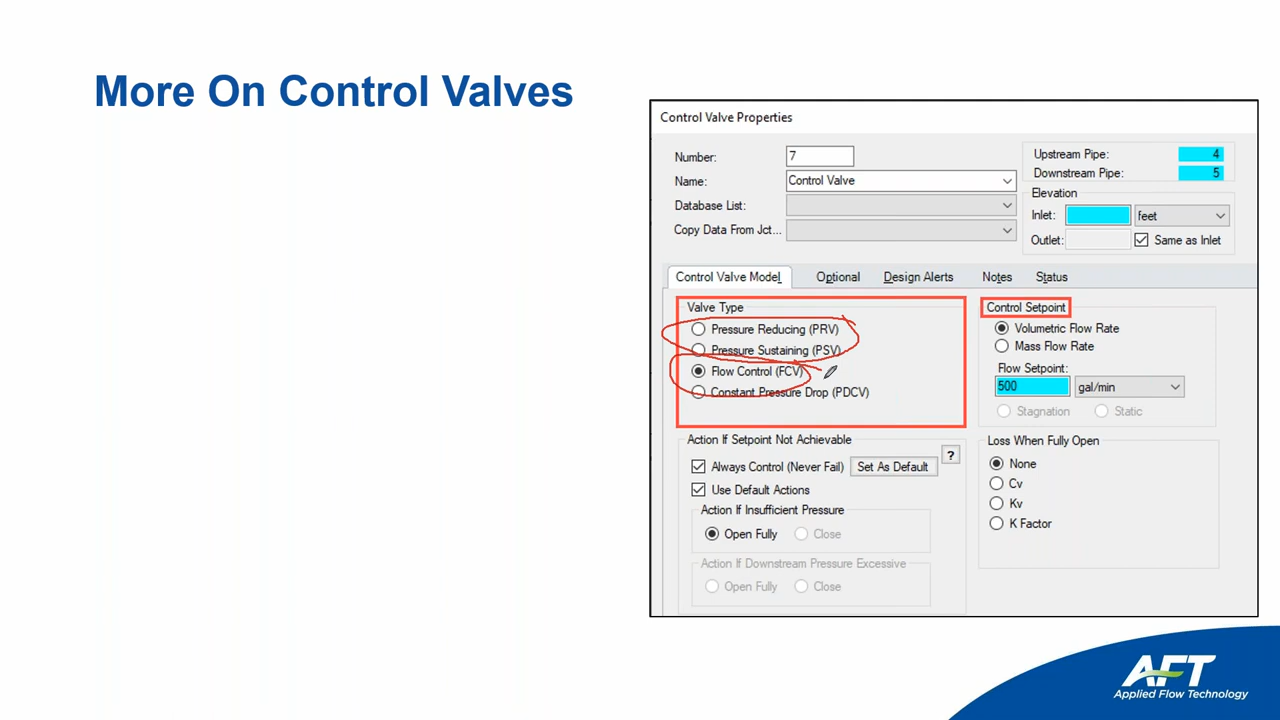 More On Control Valves
Control Valve Properties
Number:
7
Name:
Control Valve
Database List:
Copy Data From Jct...
Upstream Pipe:
4
Downstream Pipe:
5
Elevation
Inlet:
feet
Outlet:
Same as Inlet
Control Valve Model
Optional
Design Alerts
Notes
Status
Valve Type
Pressure Reducing (PRV)
Pressure Sustaining (PSV)
Flow Control (FCV)
Constant Pressure Drop (PDCV)
Control Setpoint
Volumetric Flow Rate
Mass Flow Rate
Flow Setpoint:
500
gal/min
Stagnation
Static
Action If Setpoint Not Achievable
Always Control (Never Fail)
Set As Default
?
Use Default Actions
Action If Insufficient Pressure
Open Fully
Close
Action If Downstream Pressure Excessive
Open Fully
Close
Loss When Fully Open
None
Cv
Kv
K Factor
AFT
Applied Flow Technology